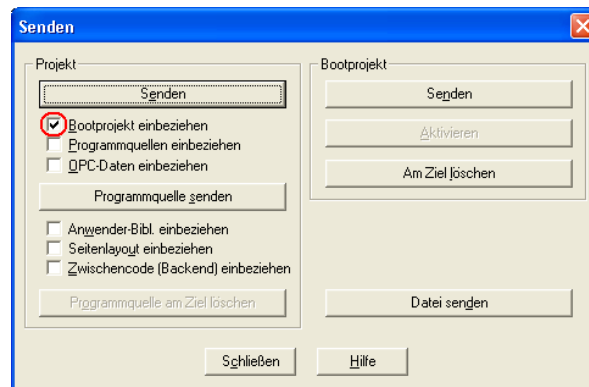 Senden
Projekt
Senden
Bootprojekt einbeziehen
Programmquellen einbeziehen
OPC-Daten einbeziehen
Programmquelle senden
Anwender-Bibl. einbeziehen
Seitenlayout einbeziehen
Zwischencode (Backend) einbeziehen
Programmquelle am Ziel löschen
Bootprojekt
Senden
Aktivieren
Am Ziel löschen
Datei senden
Schließen
Hilfe